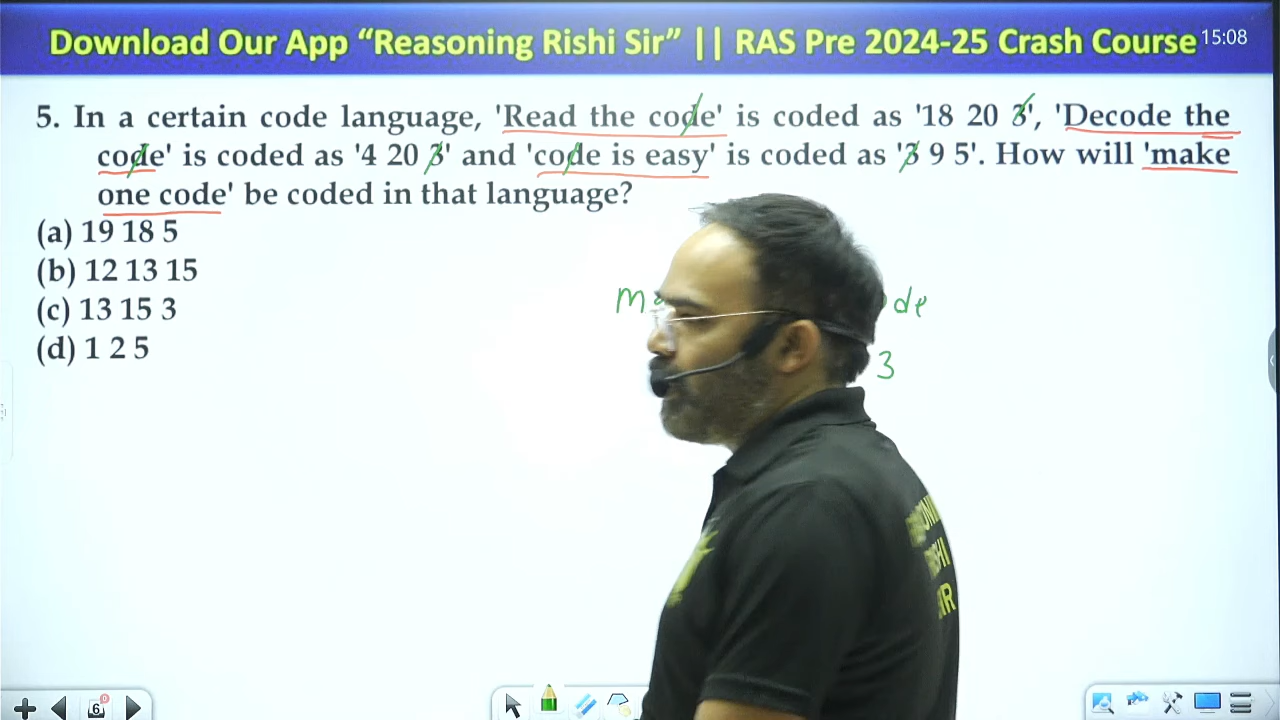 Download Our App “Reasoning Rishi Sir” || RAS Pre 2024-25 Crash Course 15:08
5. In a certain code language, 'Read the code' is coded as '18 20 3', 'Decode the
code' is coded as '4 20 3' and 'code is easy' is coded as '3 9 5'. How will 'make
one code' be coded in that language?
(a) 19 18 5
(b) 12 13 15
(c) 13 15 3
(d) 1 2 5
de
3
6